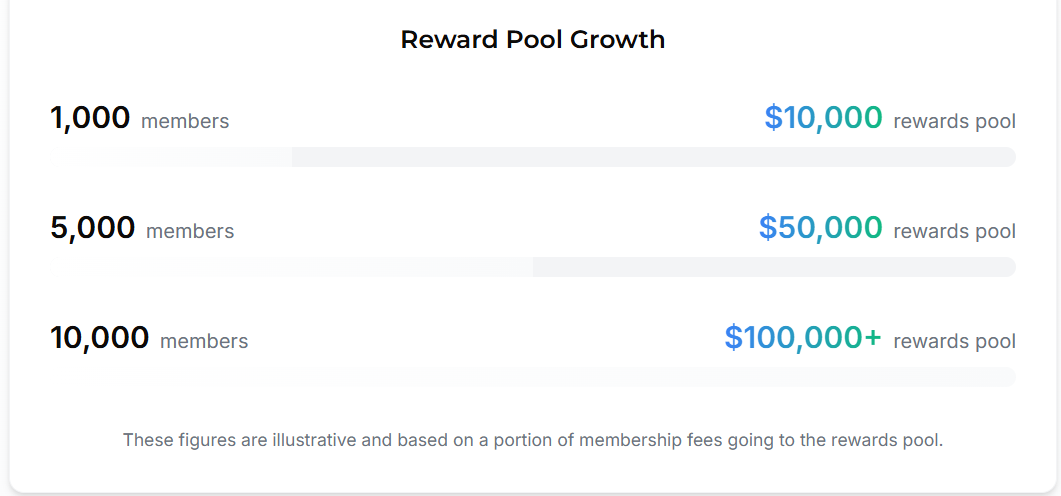 Reward Pool Growth
1,000 members $10,000 rewards pool
5,000 members $50,000 rewards pool
10,000 members $100,000+ rewards pool
These figures are illustrative and based on a portion of membership fees going to the rewards pool.